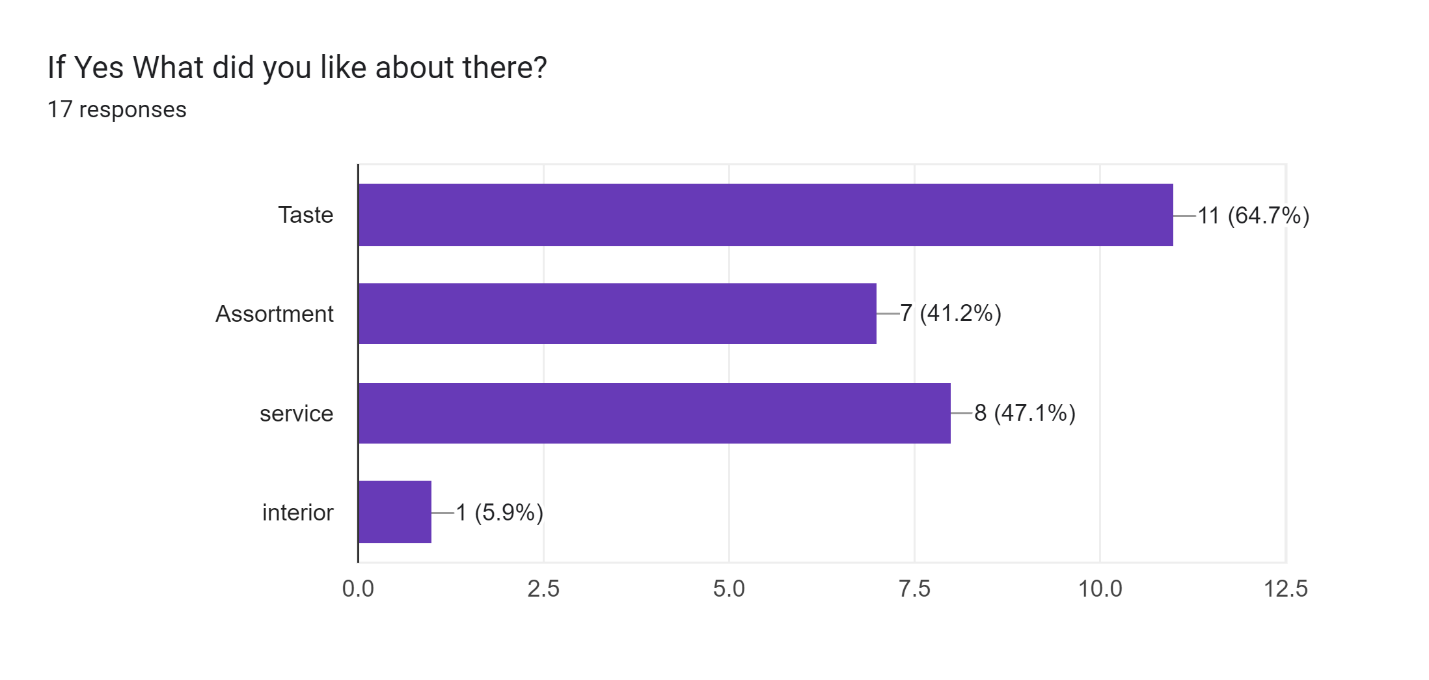 If Yes What did you like about there?
17 responses
Taste
11 (64.7%)
Assortment
7 (41.2%)
service
8 (47.1%)
interior
1 (5.9%)
0.0 2.5 5.0 7.5 10.0 12.5